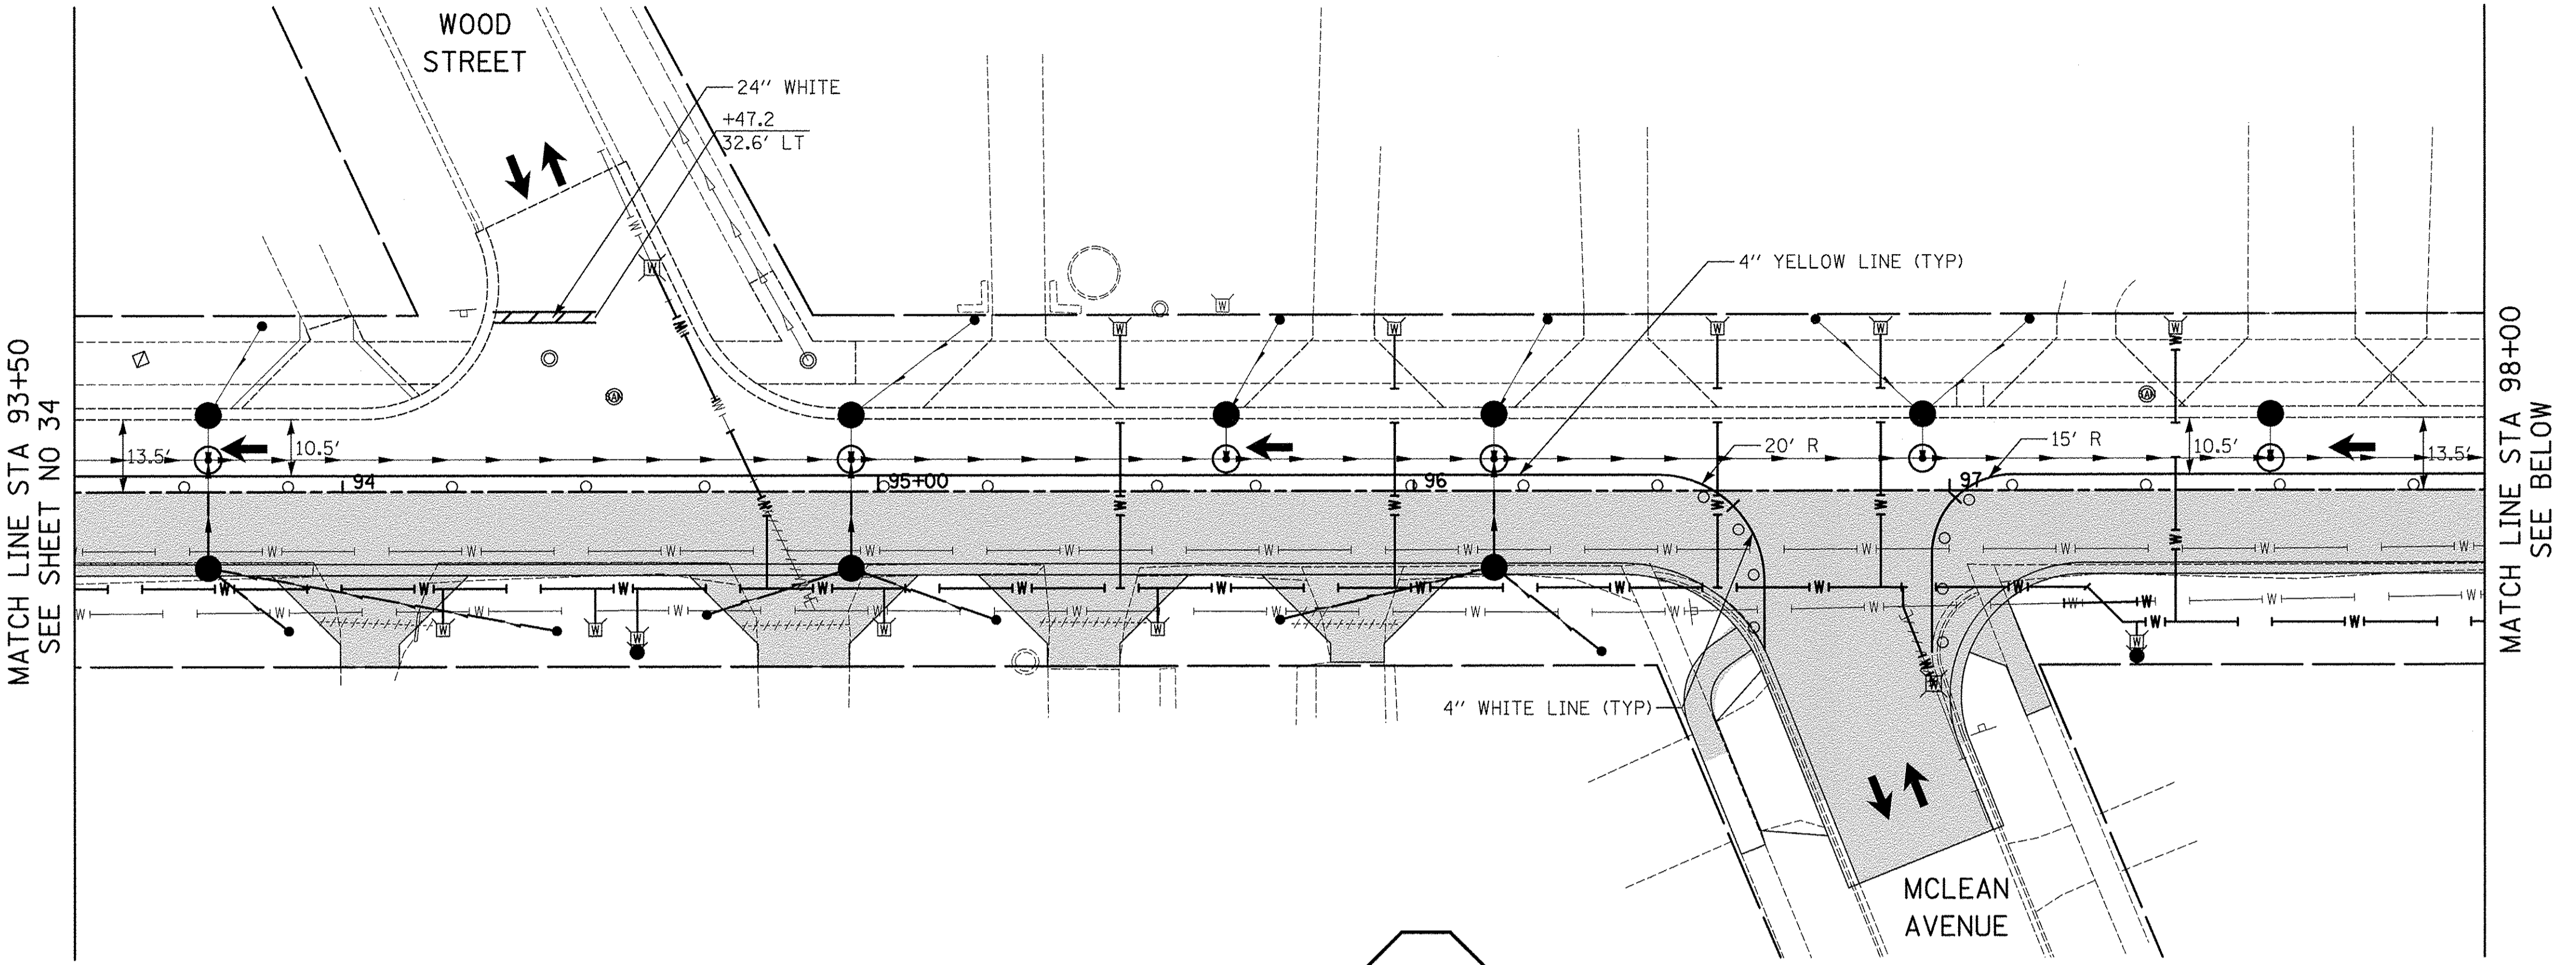 WOOD
STREET
24" WHITE
+47.2
32.6' LT
4" YELLOW LINE (TYP)
MATCH LINE STA 93+50
SEE SHEET NO 34
MATCH LINE STA 98+00
SEE BELOW
13.5'
10.5'
20' R
15' R
10.5'
13.5'
94
95+00
96
97
4" WHITE LINE (TYP)
MCLEAN
AVENUE